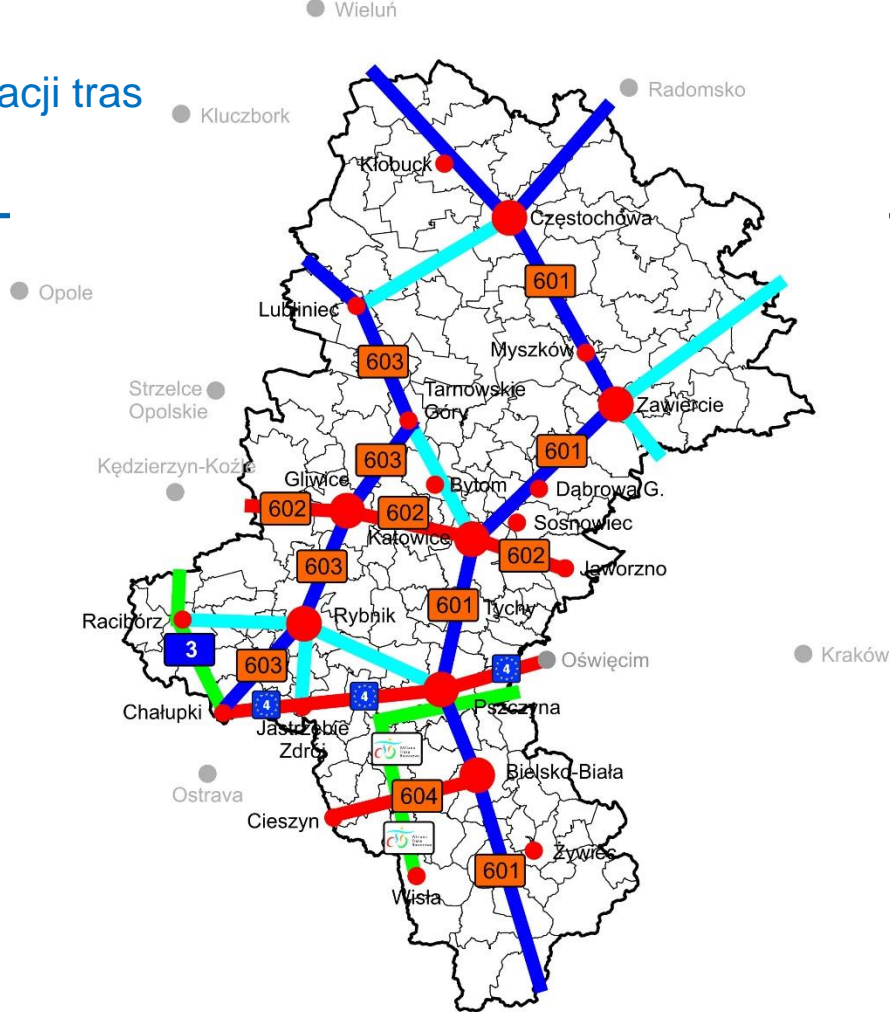 Wieluń
acji tras
Radomsko
Kluczbork
Kłobuck
Częstochowa
601
Opole
Lubliniec
Myszków
603
Strzelce
Opolskie
Tarnowskie
Góry
Zawiercie
601
603
Kędzierzyn-Koźle
Gliwice
Bytom
Dąbrowa G.
602
602
Sosnowiec
Katowice
602
Jaworzno
603
601
Tychy
Racibórz
Rybnik
3
603
Oświęcim
4
Kraków
4
4
Chałupki
Pszczyna
Jastrzębie
Zdrój
Ostrava
Bielsko-Biała
604
Cieszyn
Żywiec
601
Wisła